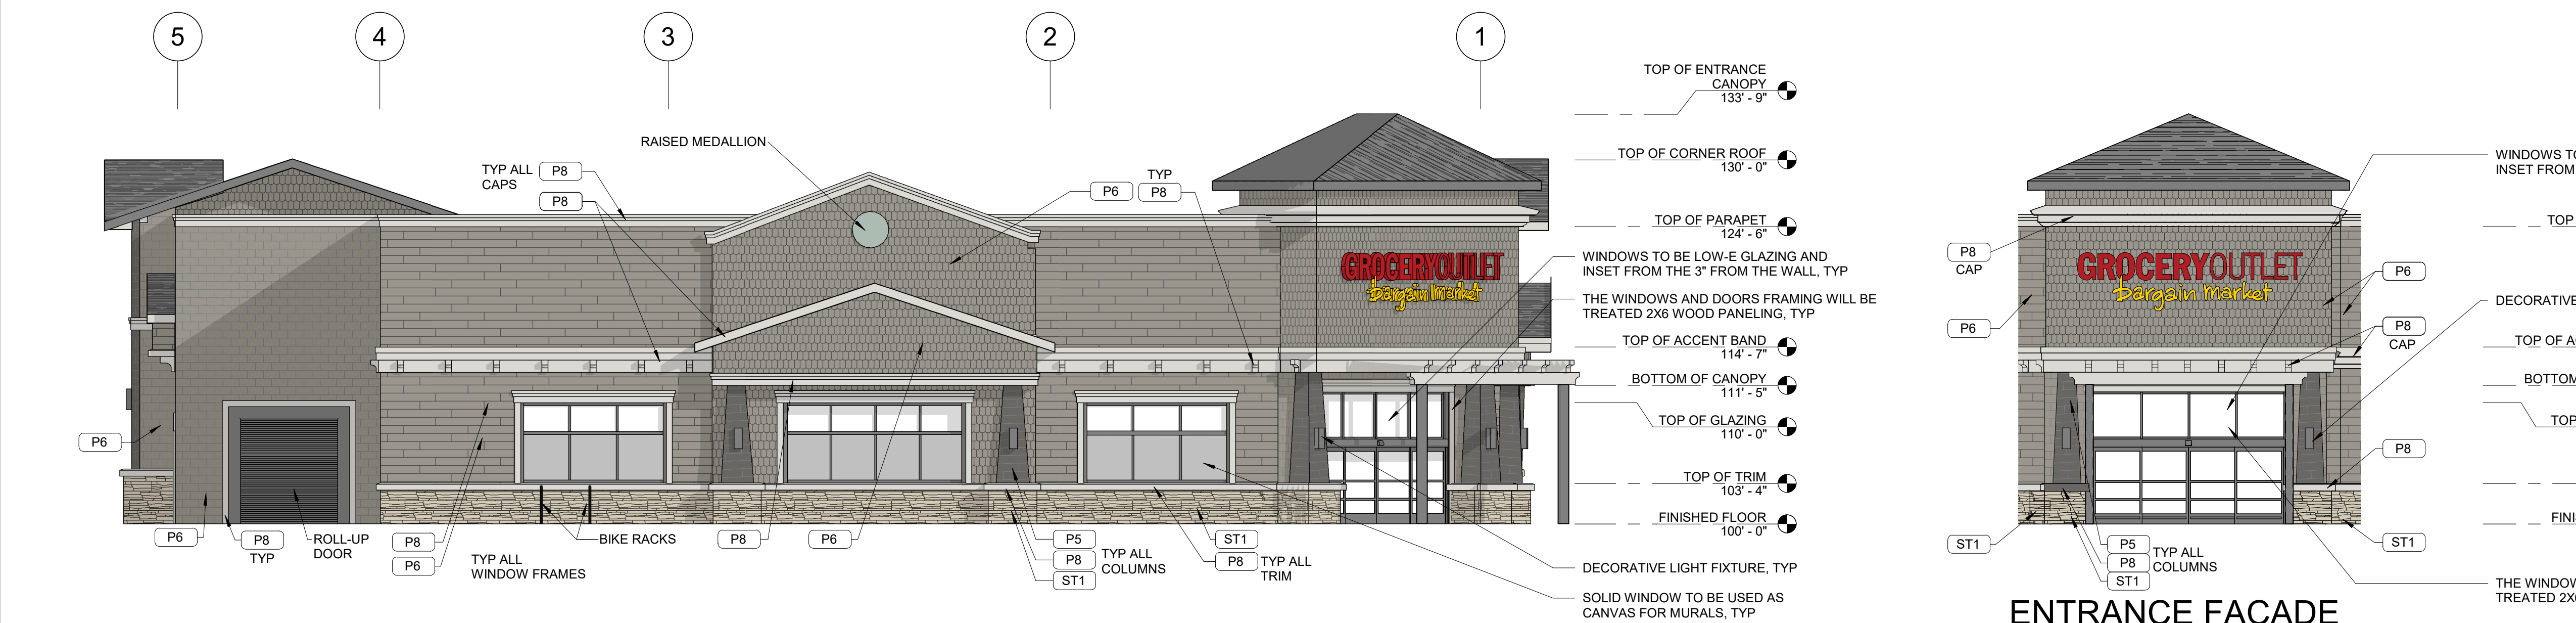 5
4
3
2
1
TOP OF ENTRANCE
CANOPY
133' - 9"
TOP OF CORNER ROOF
130' - 0"
TOP OF PARAPET
124' - 6"
WINDOWS TO BE LOW-E GLAZING AND
INSET FROM THE 3" FROM THE WALL, TYP
THE WINDOWS AND DOORS FRAMING WILL BE
TREATED 2X6 WOOD PANELING, TYP
TOP OF ACCENT BAND
114' - 7"
BOTTOM OF CANOPY
111' - 5"
TOP OF GLAZING
110' - 0"
TOP OF TRIM
103' - 4"
FINISHED FLOOR
100' - 0"
DECORATIVE LIGHT FIXTURE, TYP
SOLID WINDOW TO BE USED AS
CANVAS FOR MURALS, TYP
RAISED MEDALLION
TYP ALL
CAPS
P8
P8
P6
TYP
P8
GROCERY OUTLET
bargain market
P6
P6
P8
TYP
ROLL-UP
DOOR
P8
P6
TYP ALL
WINDOW FRAMES
BIKE RACKS
P8
P6
P5
P8
ST1
TYP ALL
COLUMNS
ST1
P8
TYP ALL
TRIM
GROCERY OUTLET
bargain market
P8
CAP
P6
ST1
P5
P8
ST1
TYP ALL
COLUMNS
P6
P8
CAP
P8
ST1
WINDOWS TO
INSET FROM
TOP
DECORATIVE
TOP OF A
BOTTOM
TOP
FINI
THE WINDOW
TREATED 2X6
ENTRANCE FACADE